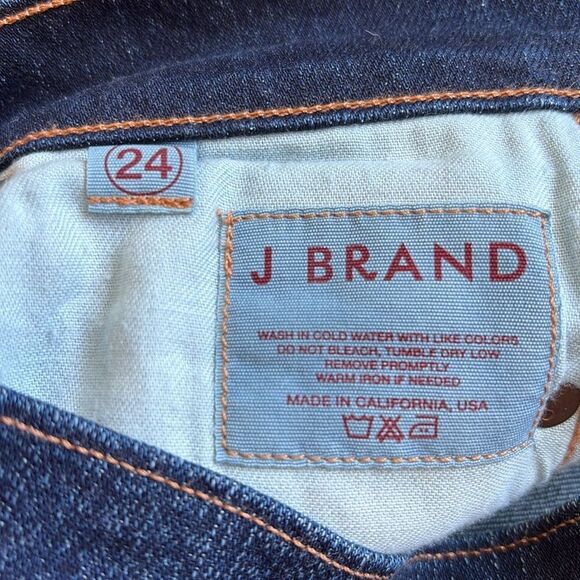 24
J BRAND
WASH IN COLD WATER WITH LIKE COLORS
DO NOT BLEACH, TUMBLE DRY LOW
REMOVE PROMPTLY
WARM IRON IF NEEDED
MADE IN CALIFORNIA, USA